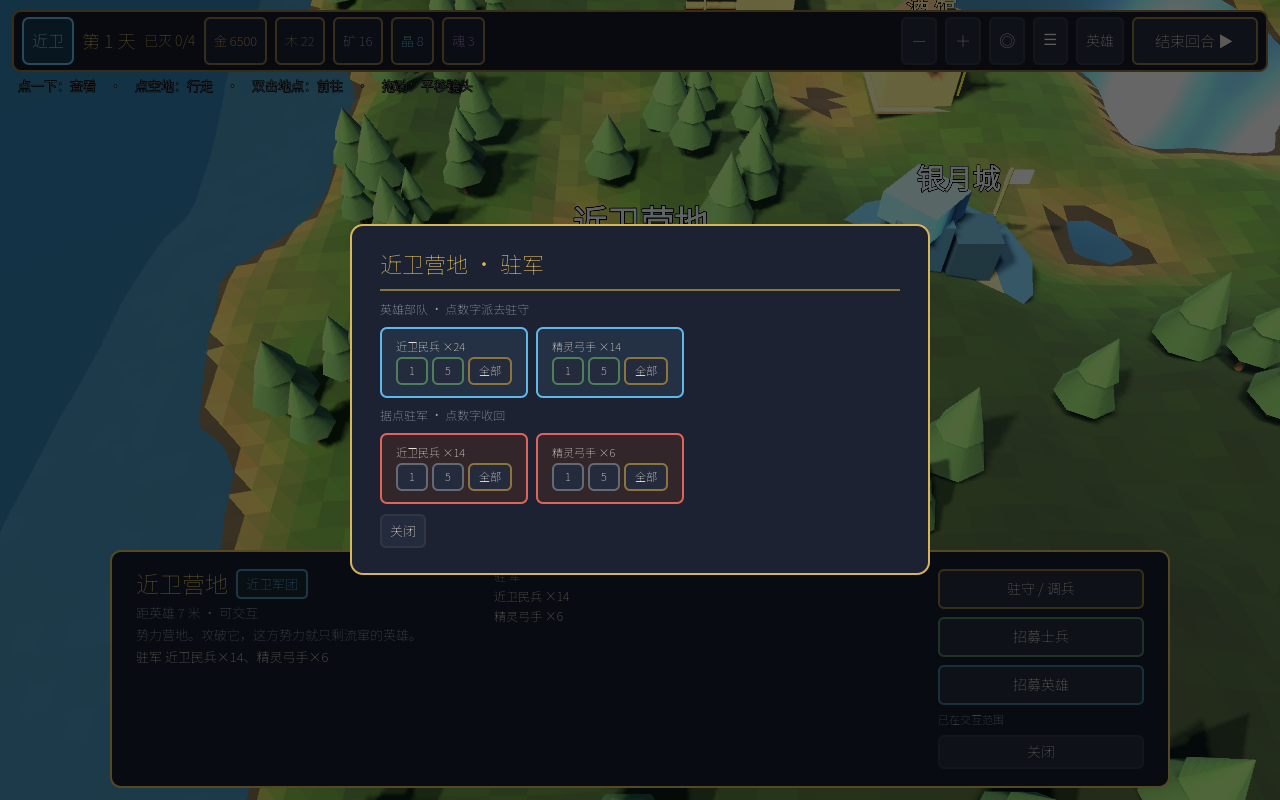 酒馆
近卫 第 1 天 已灭 0/4 金 6500 木 22 矿 16 晶 8 魂 3 — + ◎ ☰ 英雄 结束回合 ▶
点一下：查看 ◦ 点空地：行走 ◦ 双击地点：前往 ◦ 拖动：平移镜头
银月城
近卫营地
近卫营地 · 驻军
英雄部队 · 点数字派去驻守
近卫民兵 ×24 精灵弓手 ×14
1 5 全部 1 5 全部
据点驻军 · 点数字收回
近卫民兵 ×14 精灵弓手 ×6
1 5 全部 1 5 全部
关闭
近卫营地 近卫军团
距英雄 7 米 · 可交互
势力营地。攻破它，这方势力就只剩流窜的英雄。
驻军 近卫民兵×14、精灵弓手×6
驻 军
近卫民兵 ×14
精灵弓手 ×6
驻守 / 调兵
招募士兵
招募英雄
已在交互范围
关闭